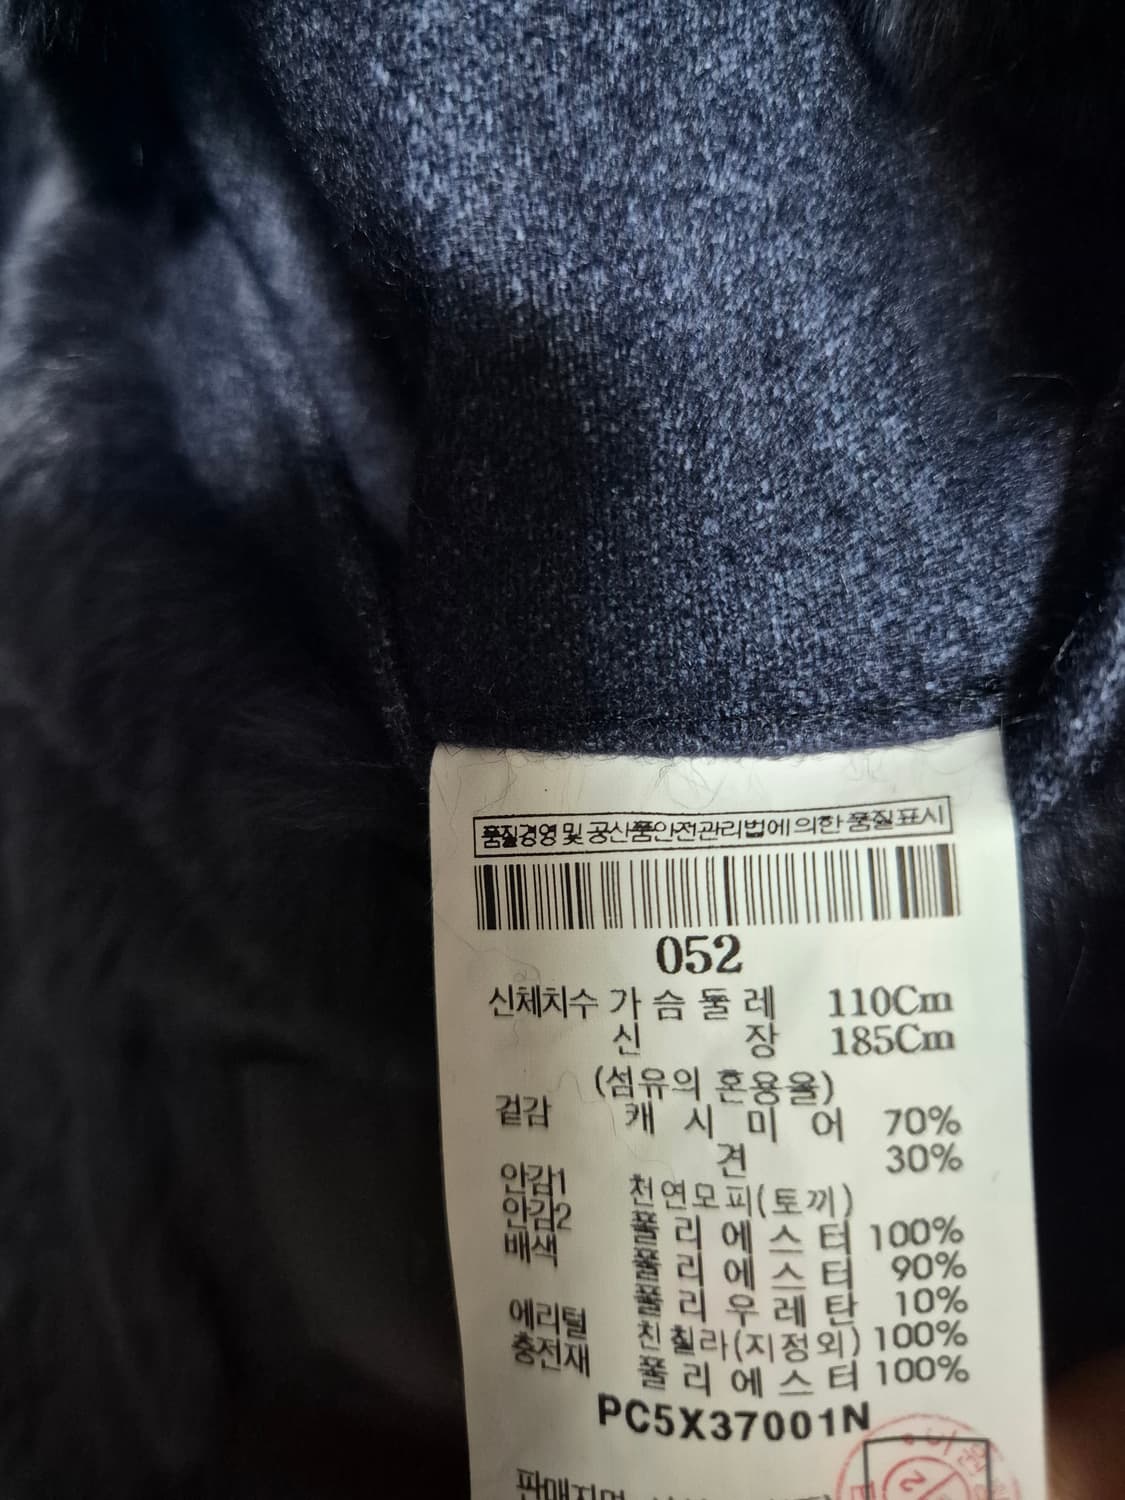 품질경영 및 공산품안전관리법에 의한 품질표시
052
신체치수 가슴둘레 110Cm
신장 185Cm
(섬유의 혼용율)
겉감 캐시미어 70%
견 30%
안감1 천연모피(토끼)
안감2 폴리에스터 100%
배색 폴리에스터 90%
폴리우레탄 10%
에리털 친칠라(지정외) 100%
충전재 폴리에스터 100%
PC5X37001N